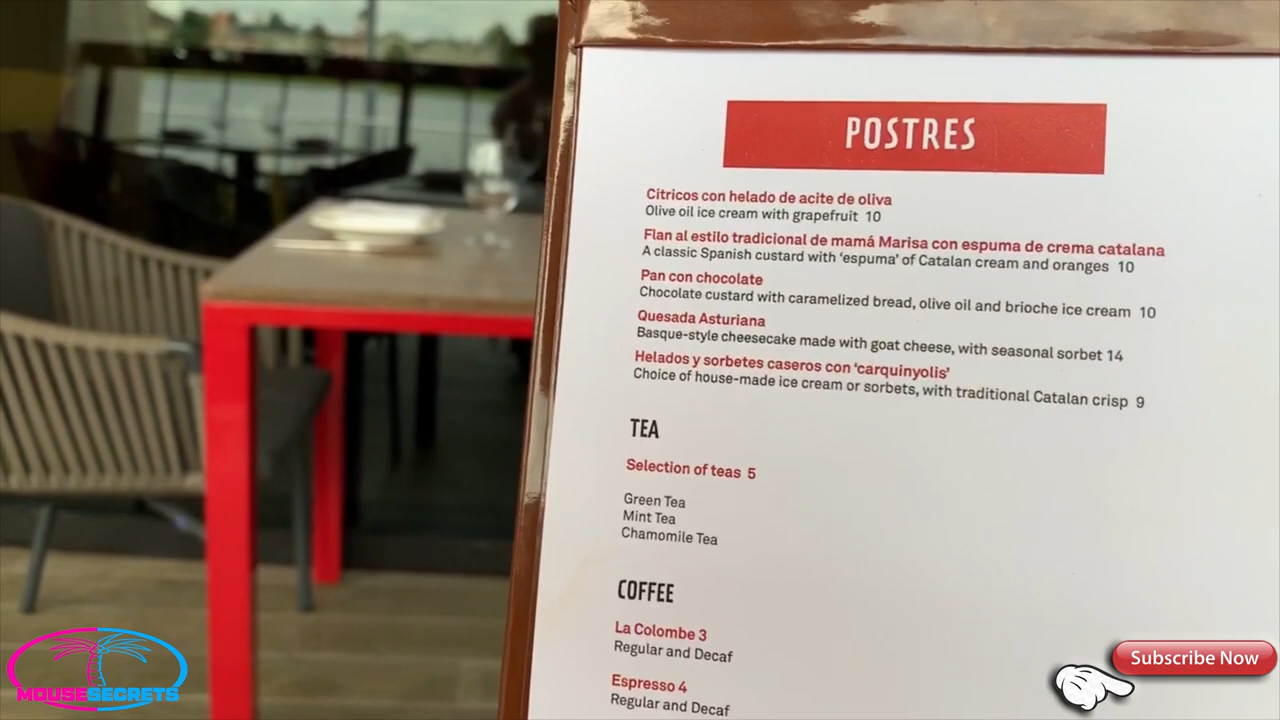 POSTRES
Cítricos con helado de acite de oliva
Olive oil ice cream with grapefruit 10
Flan al estilo tradicional de mamá Marisa con espuma de crema catalana
A classic Spanish custard with ‘espuma’ of Catalan cream and oranges 10
Pan con chocolate
Chocolate custard with caramelized bread, olive oil and brioche ice cream 10
Quesada Asturiana
Basque-style cheesecake made with goat cheese, with seasonal sorbet 14
Helados y sorbetes caseros con ‘carquinyolis’
Choice of house-made ice cream or sorbets, with traditional Catalan crisp 9
TEA
Selection of teas 5
Green Tea
Mint Tea
Chamomile Tea
COFFEE
La Colombe 3
Regular and Decaf
Espresso 4
Regular and Decaf
MOUSESECRETS
Subscribe Now